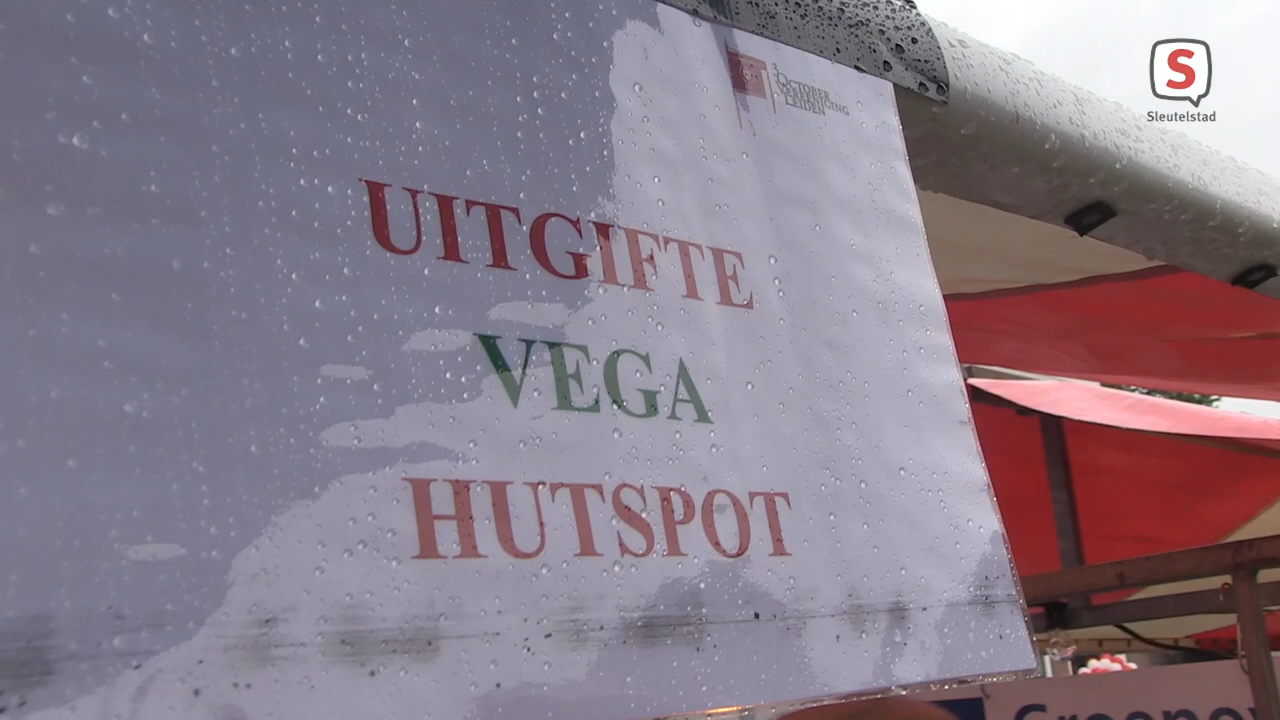 3
OCTOBER
VEREENIGING
LEIDEN
S
Sleutelstad
UITGIFTE
VEGA
HUTSPOT